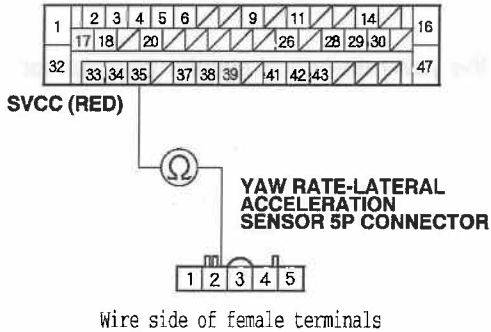 1 2 3 4 5 6 9 11 14 16
17 18 20 26 28 29 30
32 33 34 35 37 38 39 41 42 43 47
SVCC (RED)
Ω
YAW RATE-LATERAL
ACCELERATION
SENSOR 5P CONNECTOR
1 2 3 4 5
Wire side of female terminals